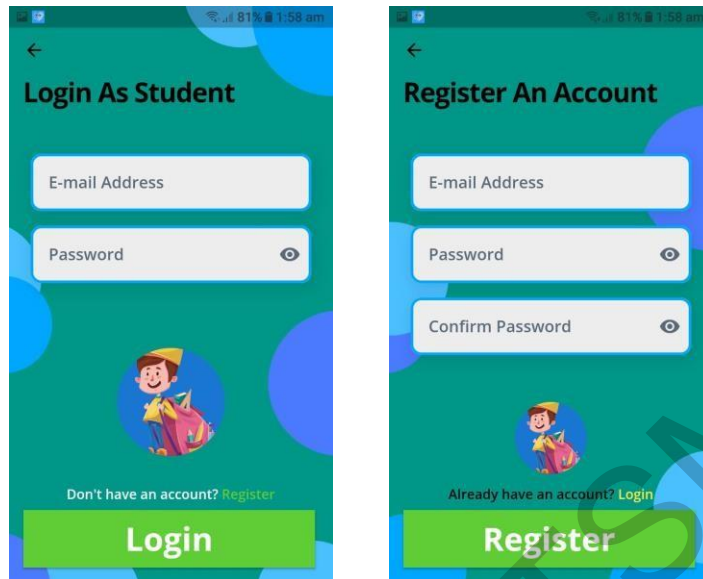 81% 1:58 am
Login As Student
E-mail Address
Password
Don't have an account? Register
Login
81% 1:58 am
Register An Account
E-mail Address
Password
Confirm Password
Already have an account? Login
Register